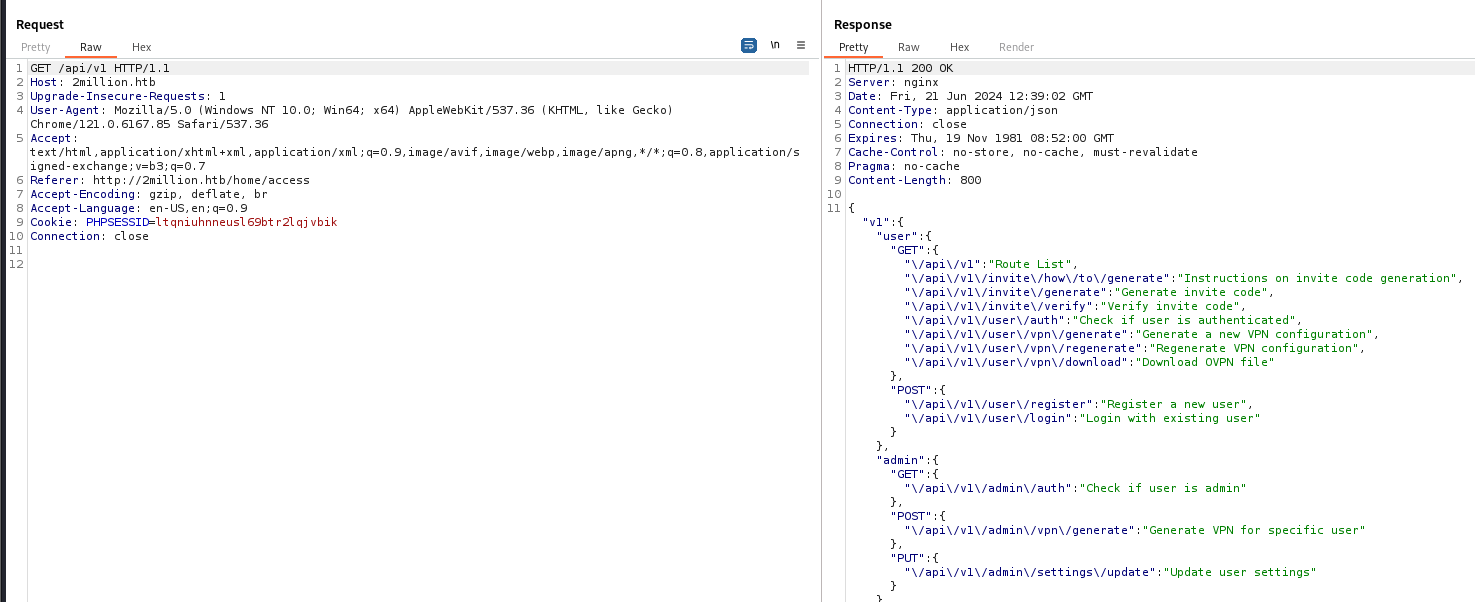 Request
Pretty Raw Hex
\n
1 GET /api/v1 HTTP/1.1
2 Host: 2million.htb
3 Upgrade-Insecure-Requests: 1
4 User-Agent: Mozilla/5.0 (Windows NT 10.0; Win64; x64) AppleWebKit/537.36 (KHTML, like Gecko)
Chrome/121.0.6167.85 Safari/537.36
5 Accept:
text/html,application/xhtml+xml,application/xml;q=0.9,image/avif,image/webp,image/apng,*/*;q=0.8,application/s
igned-exchange;v=b3;q=0.7
6 Referer: http://2million.htb/home/access
7 Accept-Encoding: gzip, deflate, br
8 Accept-Language: en-US,en;q=0.9
9 Cookie: PHPSESSID=ltqniuhnneusl69btr2lqjvbik
10 Connection: close
11
12
Response
Pretty Raw Hex Render
1 HTTP/1.1 200 OK
2 Server: nginx
3 Date: Fri, 21 Jun 2024 12:39:02 GMT
4 Content-Type: application/json
5 Connection: close
6 Expires: Thu, 19 Nov 1981 08:52:00 GMT
7 Cache-Control: no-store, no-cache, must-revalidate
8 Pragma: no-cache
9 Content-Length: 800
10
11 {
"v1":{
"user":{
"GET":{
"\/api\/v1":"Route List",
"\/api\/v1\/invite\/how\/to\/generate":"Instructions on invite code generation",
"\/api\/v1\/invite\/generate":"Generate invite code",
"\/api\/v1\/invite\/verify":"Verify invite code",
"\/api\/v1\/user\/auth":"Check if user is authenticated",
"\/api\/v1\/user\/vpn\/generate":"Generate a new VPN configuration",
"\/api\/v1\/user\/vpn\/regenerate":"Regenerate VPN configuration",
"\/api\/v1\/user\/vpn\/download":"Download OVPN file"
},
"POST":{
"\/api\/v1\/user\/register":"Register a new user",
"\/api\/v1\/user\/login":"Login with existing user"
}
},
"admin":{
"GET":{
"\/api\/v1\/admin\/auth":"Check if user is admin"
},
"POST":{
"\/api\/v1\/admin\/vpn\/generate":"Generate VPN for specific user"
},
"PUT":{
"\/api\/v1\/admin\/settings\/update":"Update user settings"
}
}